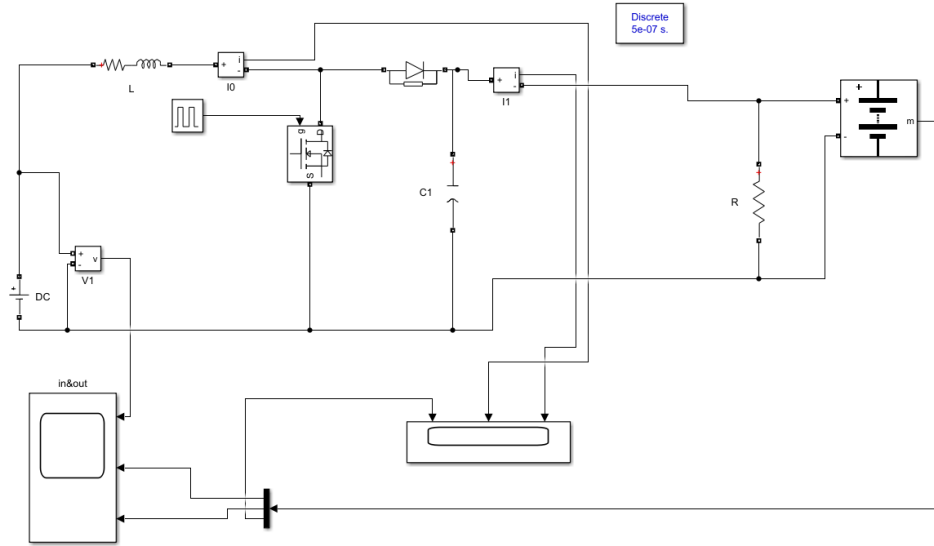 Discrete
5e-07 s.
L
+
-
i
I0
+
-
i
I1
+
+
-
m
g
D
S
C1
R
+
-
v
V1
+
DC
in&out